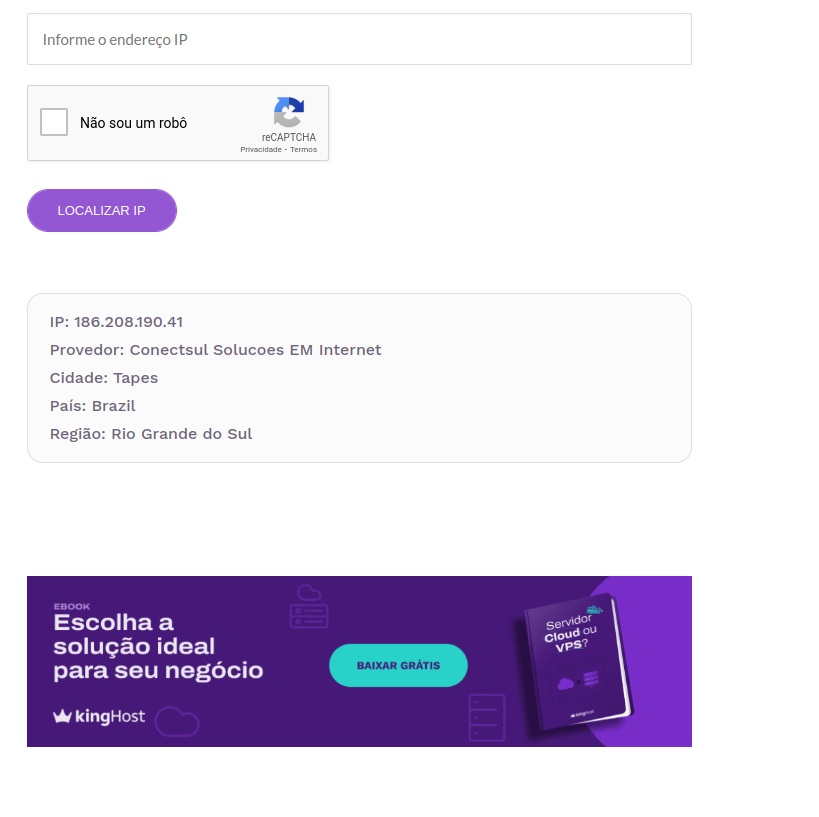 Informe o endereço IP
Não sou um robô
reCAPTCHA
Privacidade - Termos
LOCALIZAR IP
IP: 186.208.190.41
Provedor: Conectsul Solucoes EM Internet
Cidade: Tapes
País: Brazil
Região: Rio Grande do Sul
EBOOK
Escolha a
solução ideal
para seu negócio
kingHost
BAIXAR GRÁTIS
Servidor
Cloud ou
VPS?
kingHost